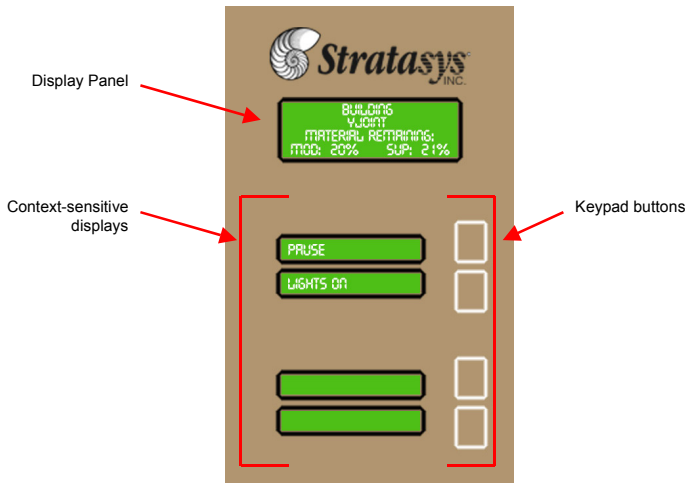 Stratasys
INC.
Display Panel
BUILDING
YJOINT
MATERIAL REMAINING:
MOD: 20% SUP: 21%
Context-sensitive
displays
Keypad buttons
PAUSE
LIGHTS ON